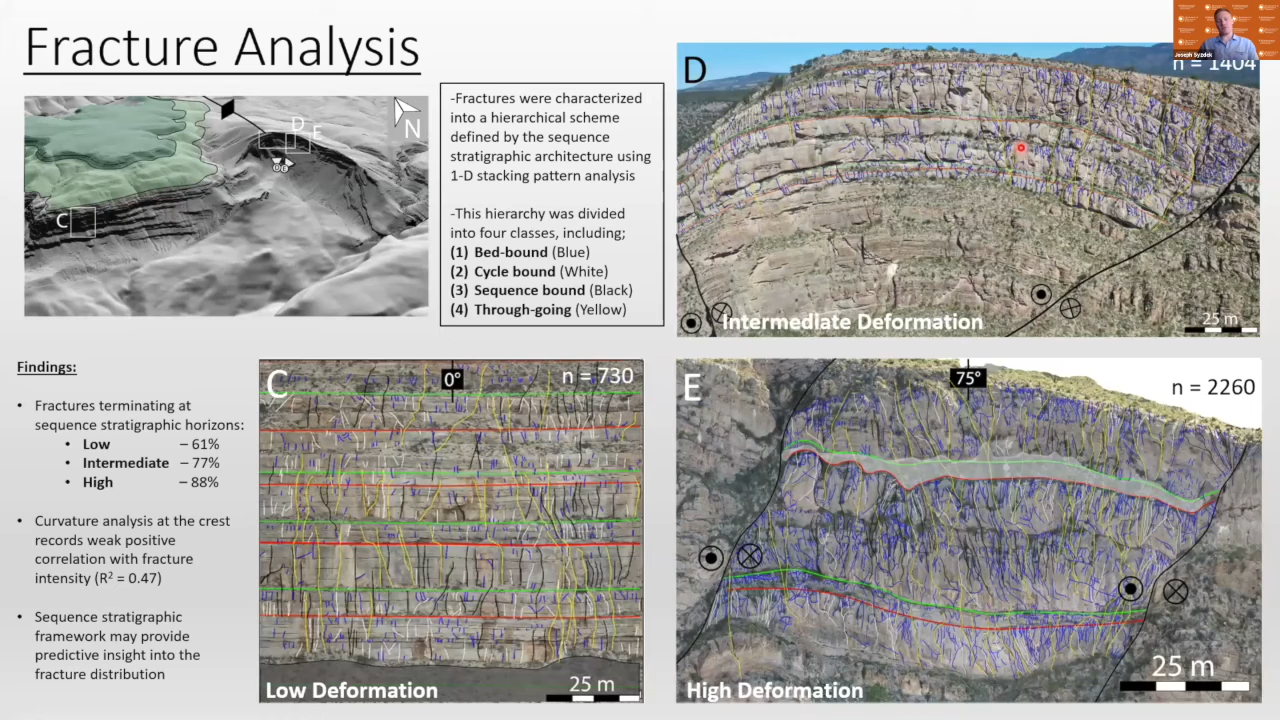 Fracture Analysis
N
D
E
C
-Fractures were characterized
into a hierarchical scheme
defined by the sequence
stratigraphic architecture using
1-D stacking pattern analysis
-This hierarchy was divided
into four classes, including;
(1) Bed-bound (Blue)
(2) Cycle bound (White)
(3) Sequence bound (Black)
(4) Through-going (Yellow)
Joseph Syzdek
D
n = 1404
Intermediate Deformation
25 m
Findings:
• Fractures terminating at
sequence stratigraphic horizons:
• Low – 61%
• Intermediate – 77%
• High – 88%
• Curvature analysis at the crest
records weak positive
correlation with fracture
intensity (R² = 0.47)
• Sequence stratigraphic
framework may provide
predictive insight into the
fracture distribution
C
0°
n = 730
Low Deformation
25 m
E
75°
n = 2260
High Deformation
25 m